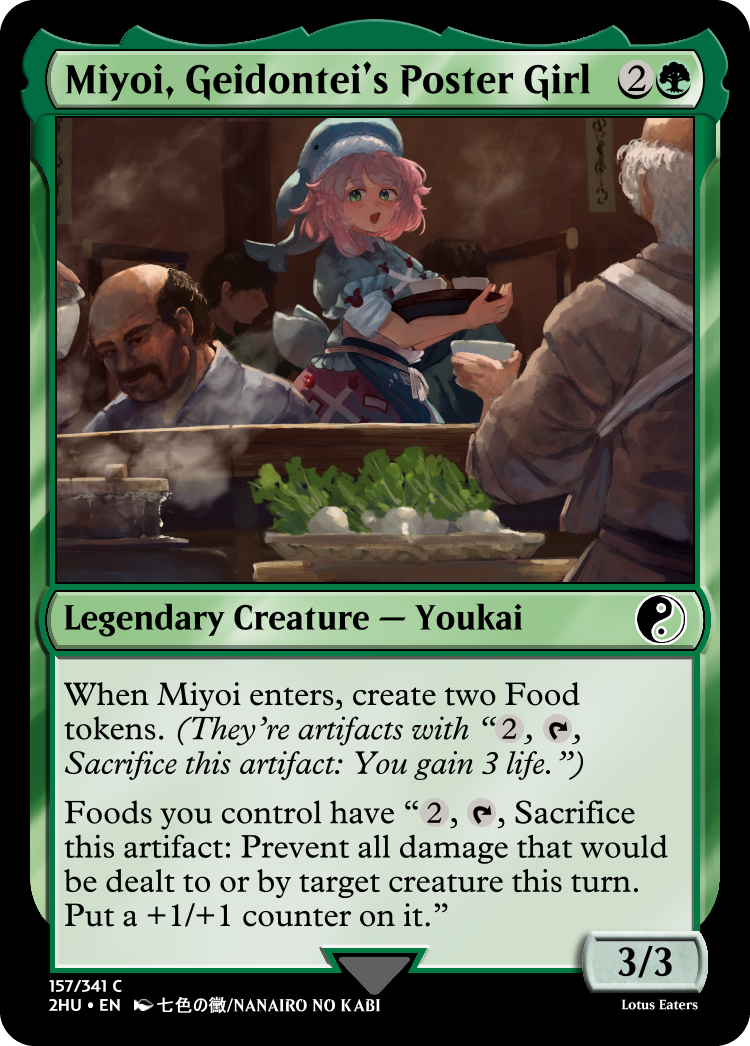 Miyoi, Geidontei's Poster Girl 2
Legendary Creature — Youkai
When Miyoi enters, create two Food
tokens. (They're artifacts with “2, ,
Sacrifice this artifact: You gain 3 life.”)
Foods you control have “2, , Sacrifice
this artifact: Prevent all damage that would
be dealt to or by target creature this turn.
Put a +1/+1 counter on it.”
3/3
157/341 C
2HU • EN 七色の黴/NANAIRO NO KABI
Lotus Eaters